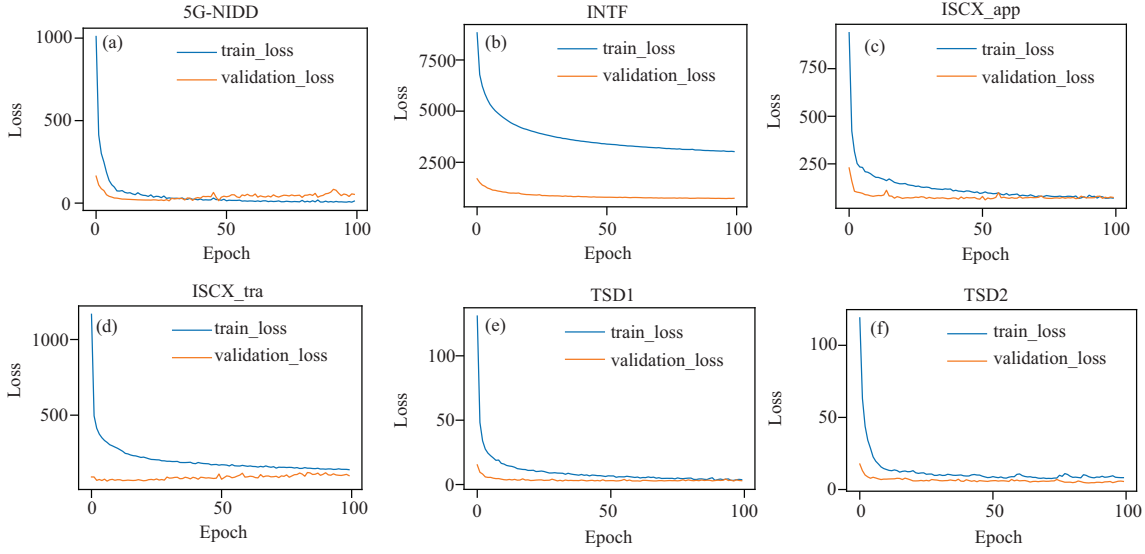 5G-NIDD
(a)
train_loss
validation_loss
1000
500
0
Loss
0
50
100
Epoch
INTF
(b)
train_loss
validation_loss
7500
5000
2500
Loss
0
50
100
Epoch
ISCX_app
(c)
train_loss
validation_loss
750
500
250
Loss
0
50
100
Epoch
ISCX_tra
(d)
train_loss
validation_loss
1000
500
Loss
0
50
100
Epoch
TSD1
(e)
train_loss
validation_loss
100
50
0
Loss
0
50
100
Epoch
TSD2
(f)
train_loss
validation_loss
100
50
0
Loss
0
50
100
Epoch